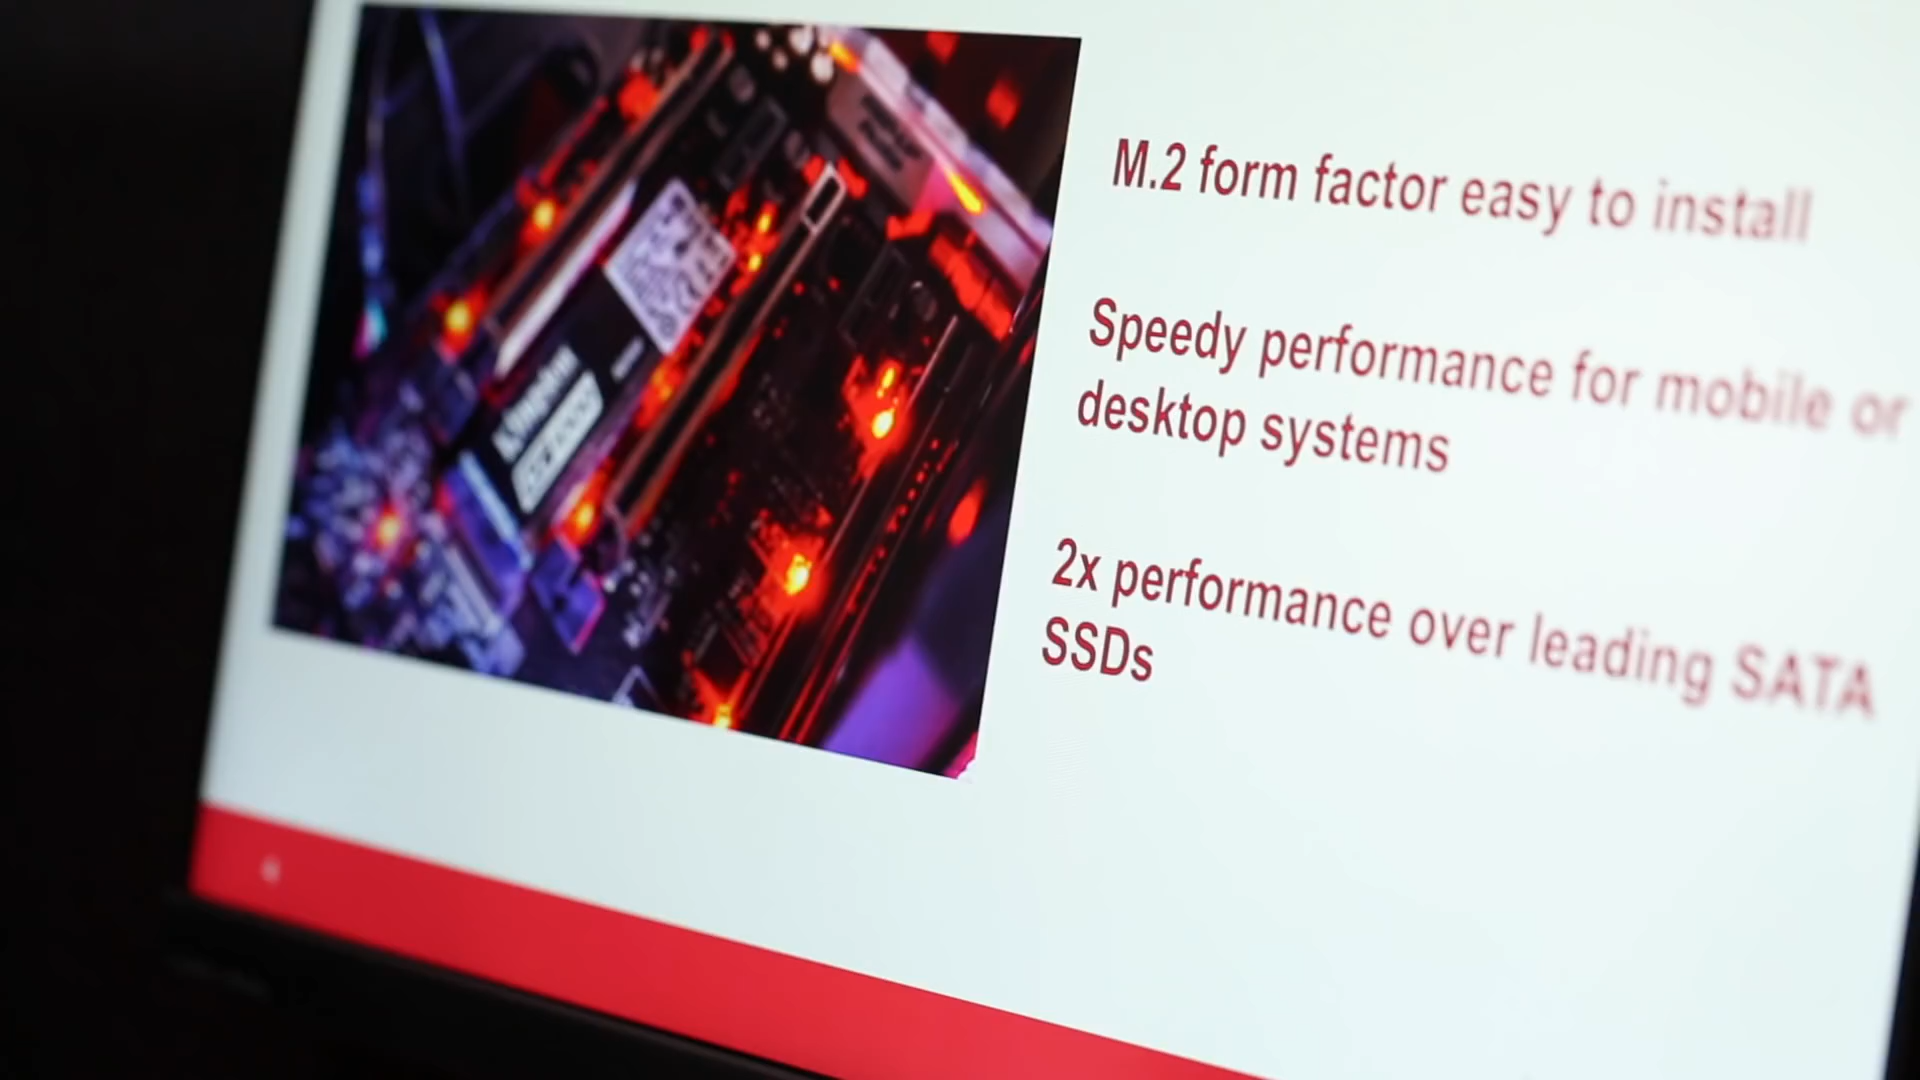 M.2 form factor easy to install
Speedy performance for mobile or
desktop systems
2x performance over leading SATA
SSDs
Kingston